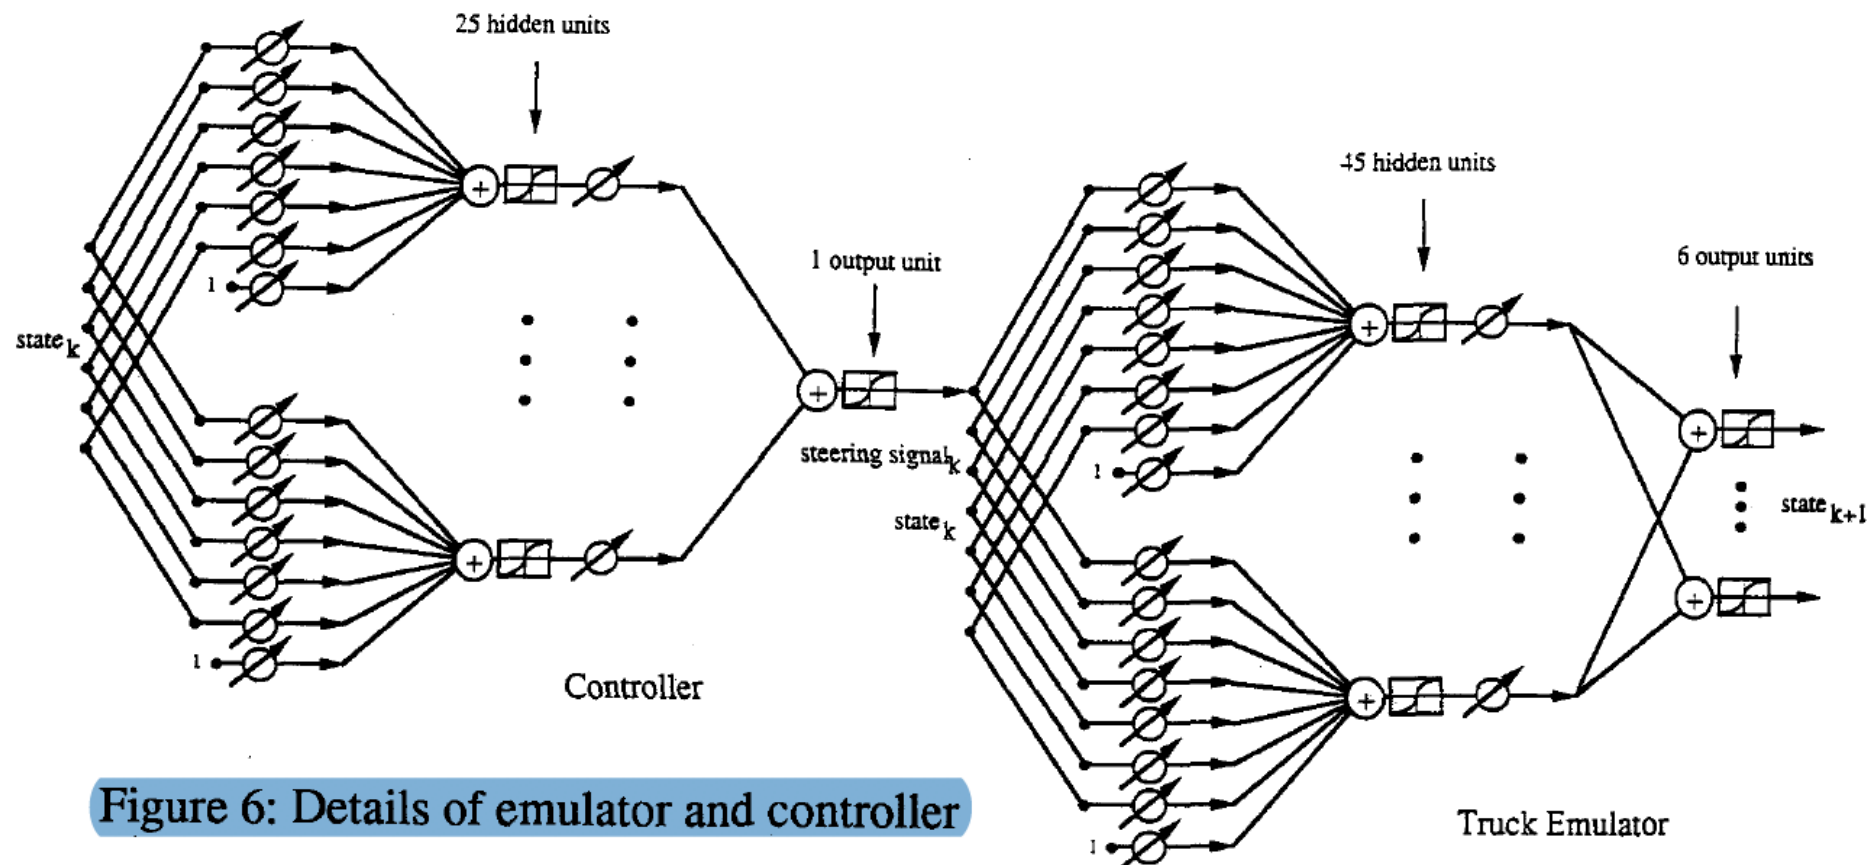 25 hidden units
1
state k
1
Controller
1 output unit
steering signal k
state k
45 hidden units
1
1
Truck Emulator
6 output units
state k+1
Figure 6: Details of emulator and controller